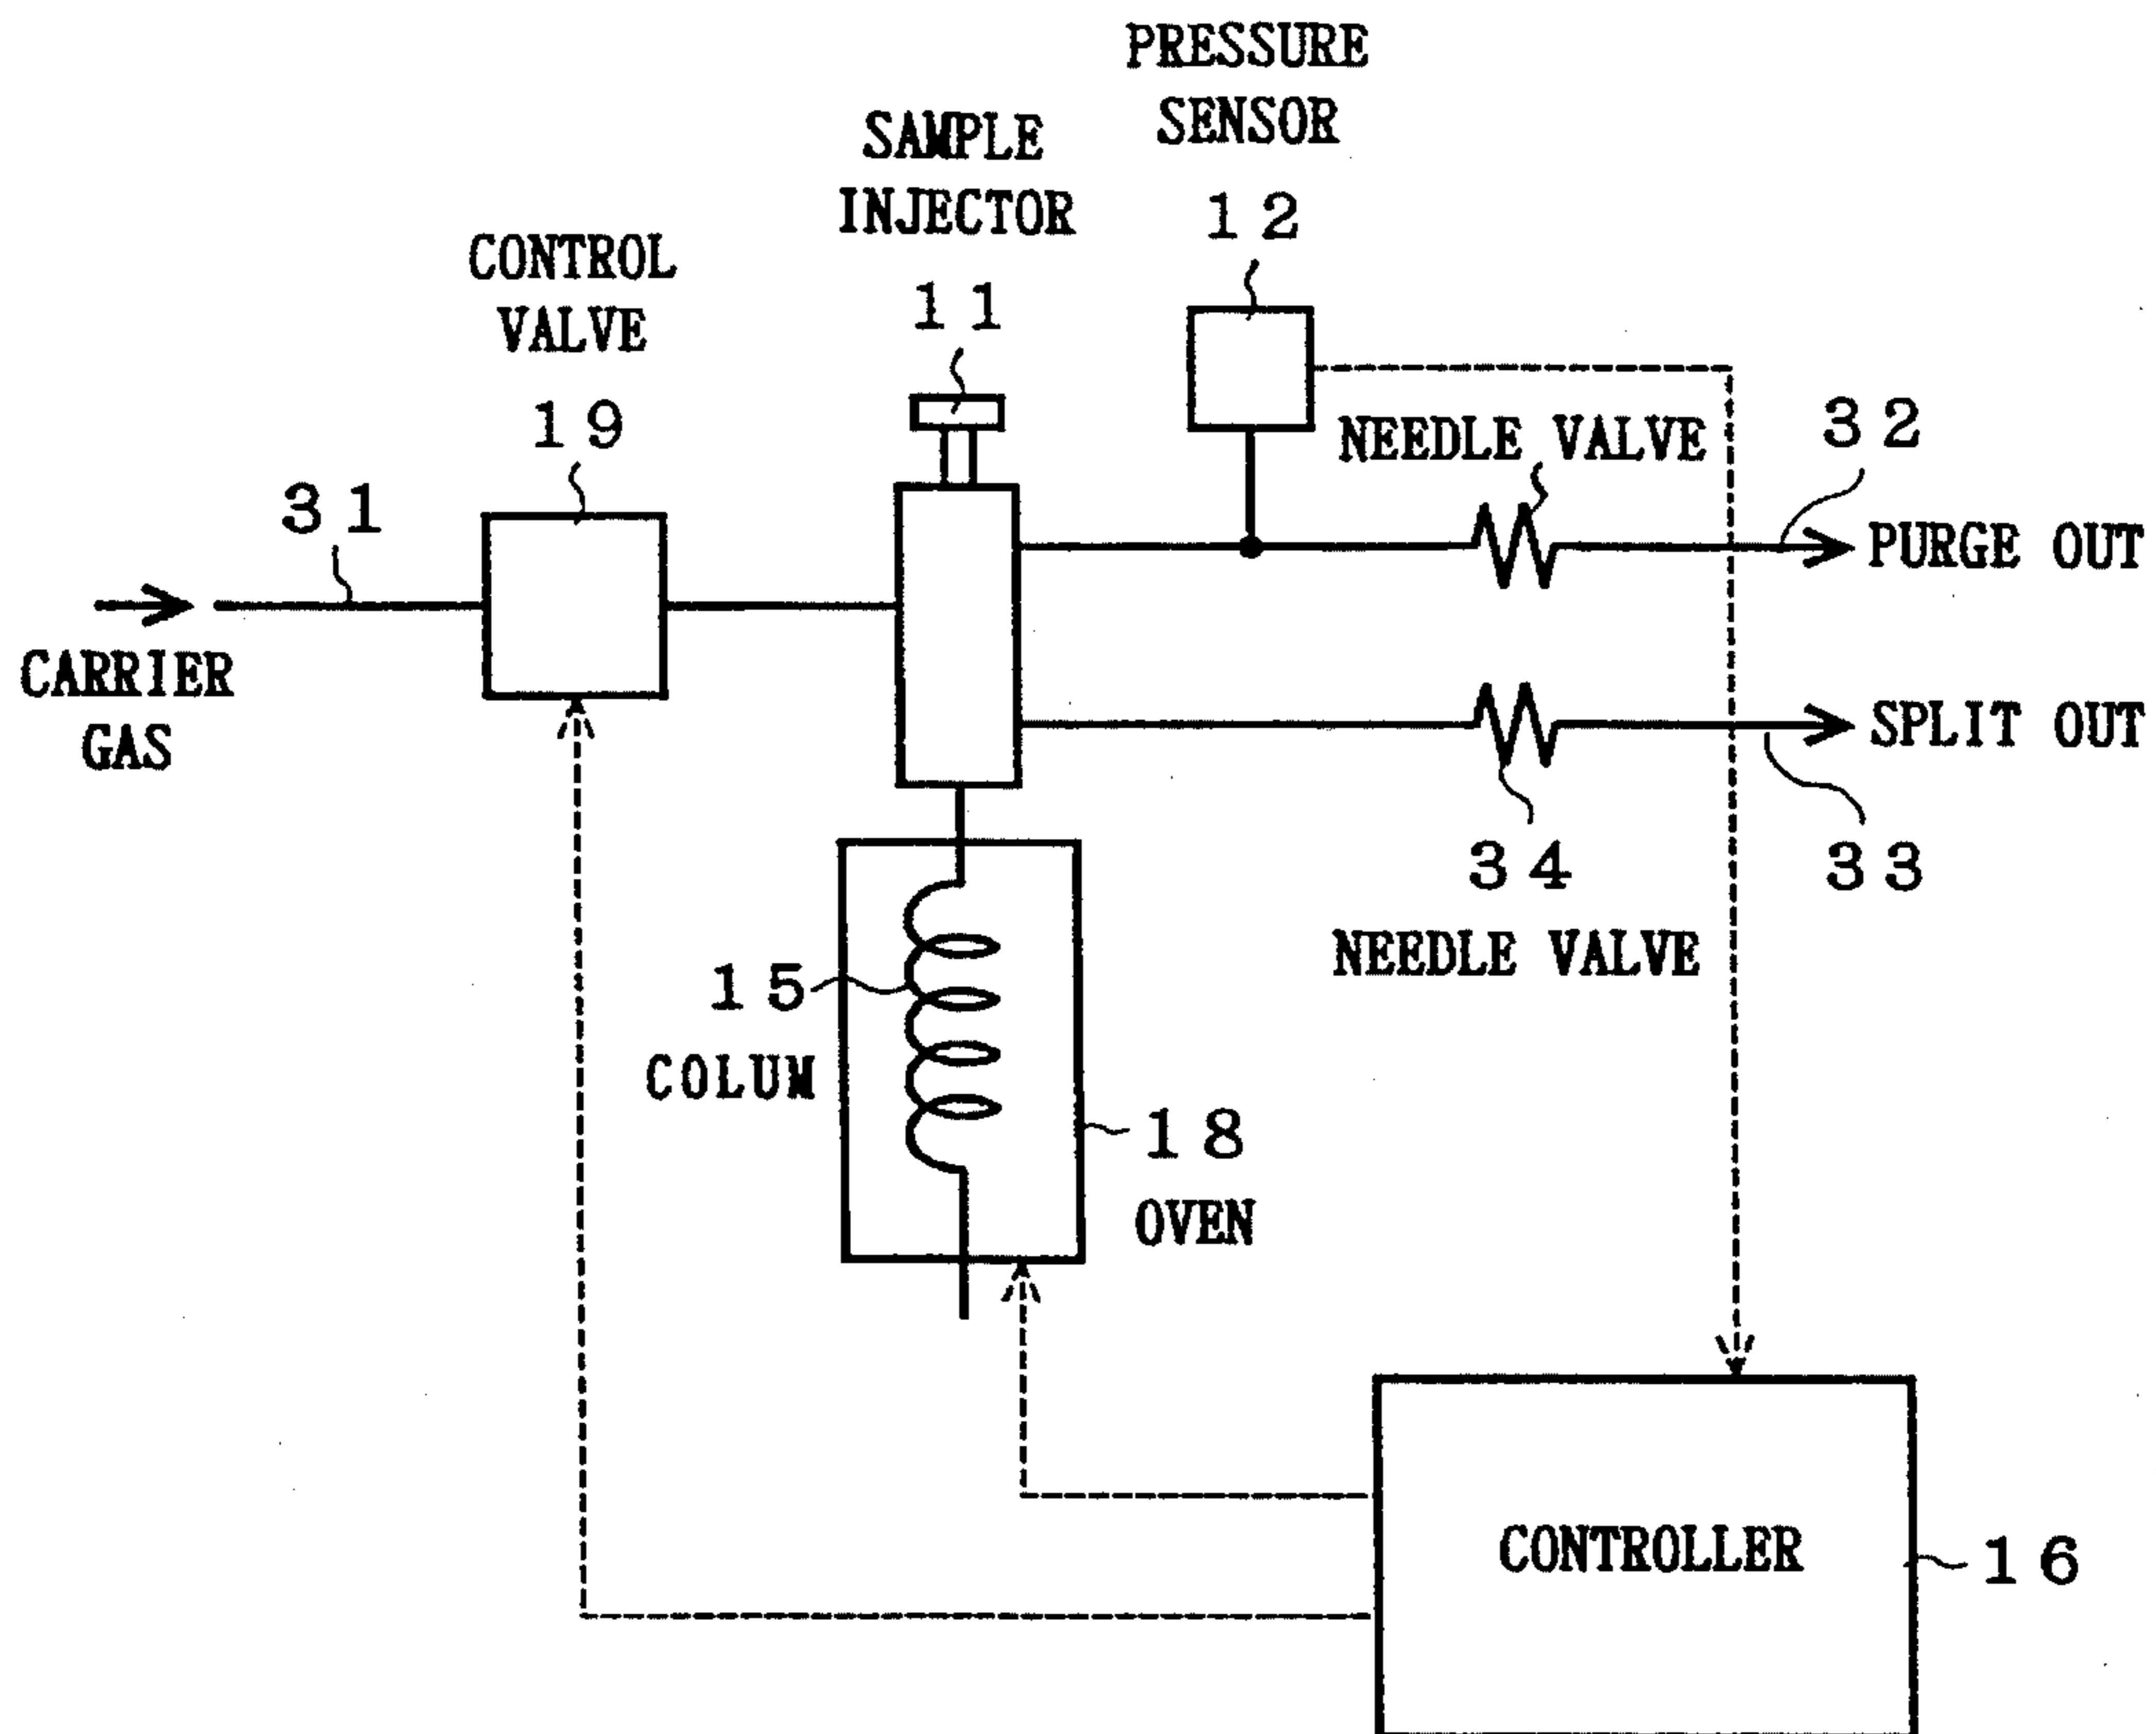 PRESSURE
SENSOR
12
SAMPLE
INJECTOR
11
CONTROL
VALVE
19
NEEDLE VALVE
32
31
PURGE OUT
CARRIER
GAS
SPLIT OUT
34
NEEDLE VALVE
33
15
COLUM
18
OVEN
CONTROLLER
16